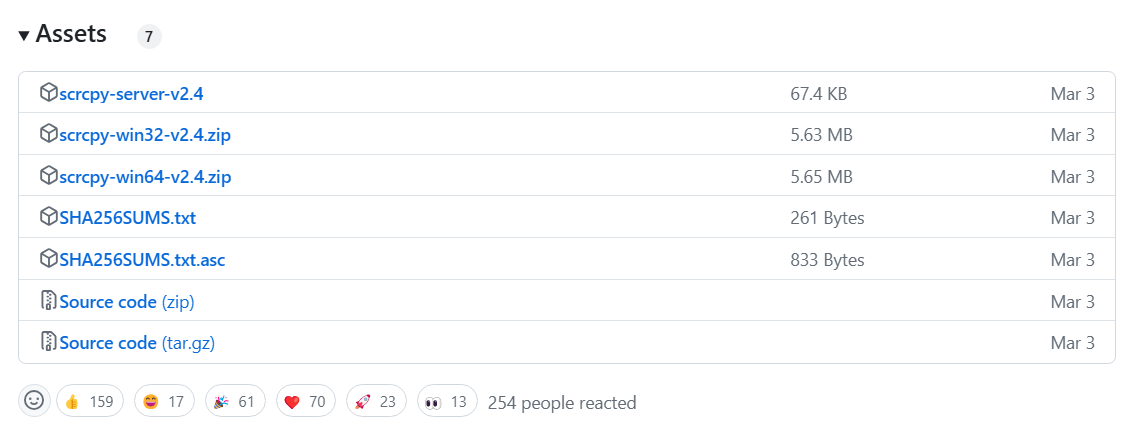 Assets 7
scrcpy-server-v2.4 67.4 KB Mar 3
scrcpy-win32-v2.4.zip 5.63 MB Mar 3
scrcpy-win64-v2.4.zip 5.65 MB Mar 3
SHA256SUMS.txt 261 Bytes Mar 3
SHA256SUMS.txt.asc 833 Bytes Mar 3
Source code (zip) Mar 3
Source code (tar.gz) Mar 3
159 17 61 70 23 13 254 people reacted